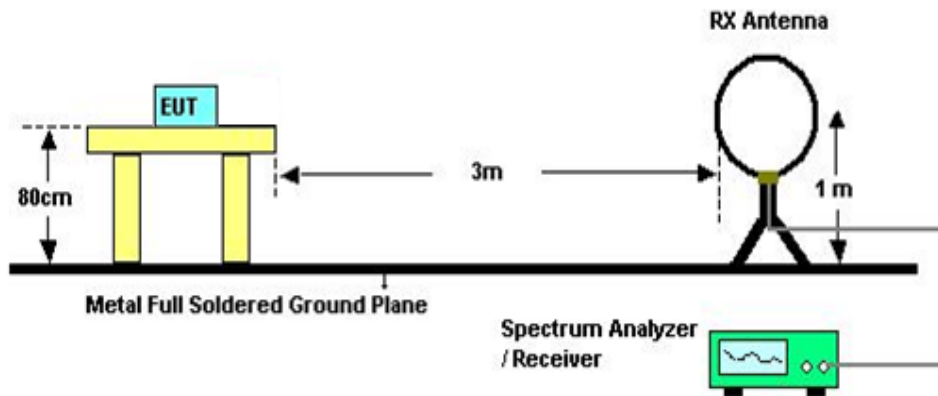 RX Antenna
EUT
3m
80cm
1 m
Metal Full Soldered Ground Plane
Spectrum Analyzer
/ Receiver